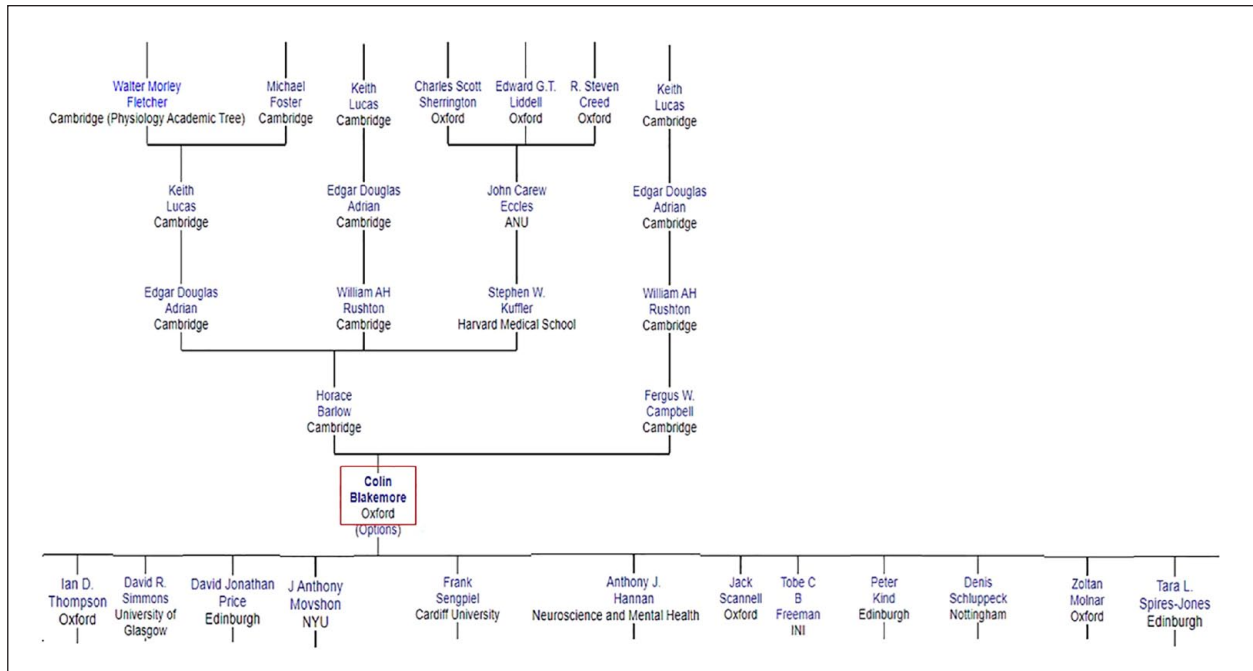 Walter Morley
Fletcher
Cambridge (Physiology Academic Tree)
Michael
Foster
Cambridge
Keith
Lucas
Cambridge
Charles Scott
Sherrington
Oxford
Edward G.T.
Liddell
Oxford
R. Steven
Creed
Oxford
Keith
Lucas
Cambridge
Keith
Lucas
Cambridge
Edgar Douglas
Adrian
Cambridge
John Carew
Eccles
ANU
Edgar Douglas
Adrian
Cambridge
Edgar Douglas
Adrian
Cambridge
William AH
Rushton
Cambridge
Stephen W.
Kuffler
Harvard Medical School
William AH
Rushton
Cambridge
Horace
Barlow
Cambridge
Fergus W.
Campbell
Cambridge
Colin
Blakemore
Oxford
(Options)
Ian D.
Thompson
Oxford
David R.
Simmons
University of
Glasgow
David Jonathan
Price
Edinburgh
J Anthony
Movshon
NYU
Frank
Sengpiel
Cardiff University
Anthony J.
Hannan
Neuroscience and Mental Health
Jack
Scannell
Oxford
Tobe C
B
Freeman
INI
Peter
Kind
Edinburgh
Denis
Schluppeck
Nottingham
Zoltan
Molnar
Oxford
Tara L.
Spires-Jones
Edinburgh